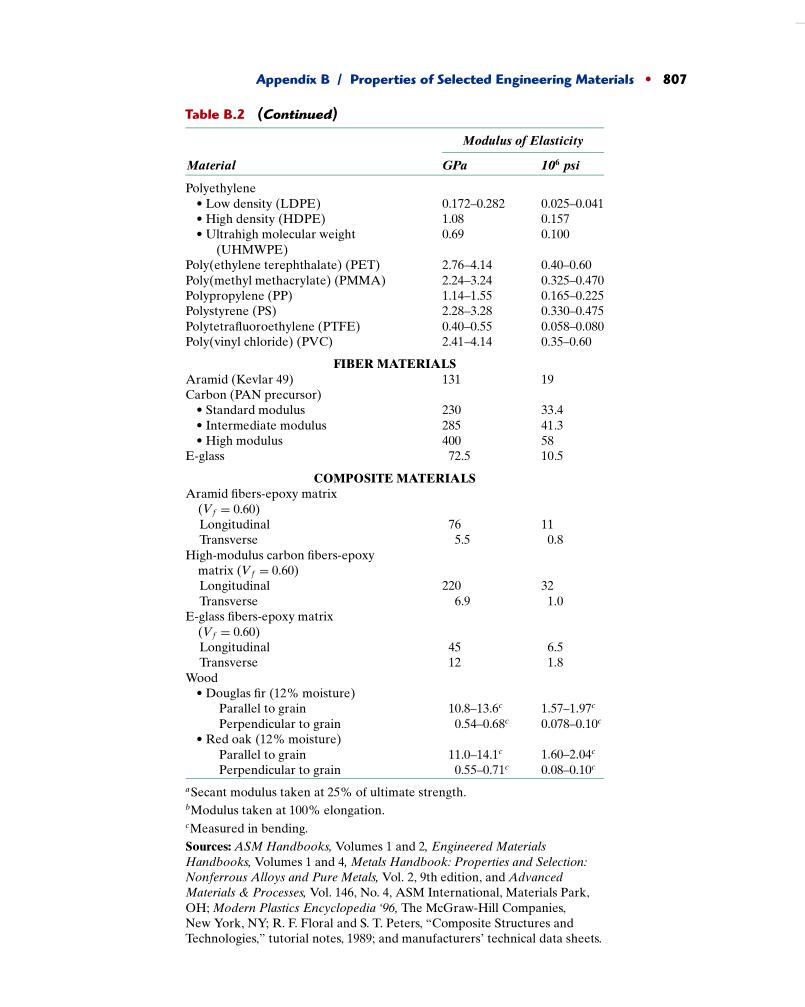 Appendix B / Properties of Selected Engineering Materials • 807
Table B.2 (Continued)
Modulus of Elasticity
Material GPa 10⁶ psi
Polyethylene
• Low density (LDPE) 0.172–0.282 0.025–0.041
• High density (HDPE) 1.08 0.157
• Ultrahigh molecular weight 0.69 0.100
(UHMWPE)
Poly(ethylene terephthalate) (PET) 2.76–4.14 0.40–0.60
Poly(methyl methacrylate) (PMMA) 2.24–3.24 0.325–0.470
Polypropylene (PP) 1.14–1.55 0.165–0.225
Polystyrene (PS) 2.28–3.28 0.330–0.475
Polytetrafluoroethylene (PTFE) 0.40–0.55 0.058–0.080
Poly(vinyl chloride) (PVC) 2.41–4.14 0.35–0.60
FIBER MATERIALS
Aramid (Kevlar 49) 131 19
Carbon (PAN precursor)
• Standard modulus 230 33.4
• Intermediate modulus 285 41.3
• High modulus 400 58
E-glass 72.5 10.5
COMPOSITE MATERIALS
Aramid fibers-epoxy matrix
(V_f = 0.60)
Longitudinal 76 11
Transverse 5.5 0.8
High-modulus carbon fibers-epoxy
matrix (V_f = 0.60)
Longitudinal 220 32
Transverse 6.9 1.0
E-glass fibers-epoxy matrix
(V_f = 0.60)
Longitudinal 45 6.5
Transverse 12 1.8
Wood
• Douglas fir (12% moisture)
Parallel to grain 10.8–13.6ᶜ 1.57–1.97ᶜ
Perpendicular to grain 0.54–0.68ᶜ 0.078–0.10ᶜ
• Red oak (12% moisture)
Parallel to grain 11.0–14.1ᶜ 1.60–2.04ᶜ
Perpendicular to grain 0.55–0.71ᶜ 0.08–0.10ᶜ
ᵃSecant modulus taken at 25% of ultimate strength.
ᵇModulus taken at 100% elongation.
ᶜMeasured in bending.
Sources: ASM Handbooks, Volumes 1 and 2, Engineered Materials
Handbooks, Volumes 1 and 4, Metals Handbook: Properties and Selection:
Nonferrous Alloys and Pure Metals, Vol. 2, 9th edition, and Advanced
Materials & Processes, Vol. 146, No. 4, ASM International, Materials Park,
OH; Modern Plastics Encyclopedia ‘96, The McGraw-Hill Companies,
New York, NY; R. F. Floral and S. T. Peters, “Composite Structures and
Technologies,” tutorial notes, 1989; and manufacturers’ technical data sheets.